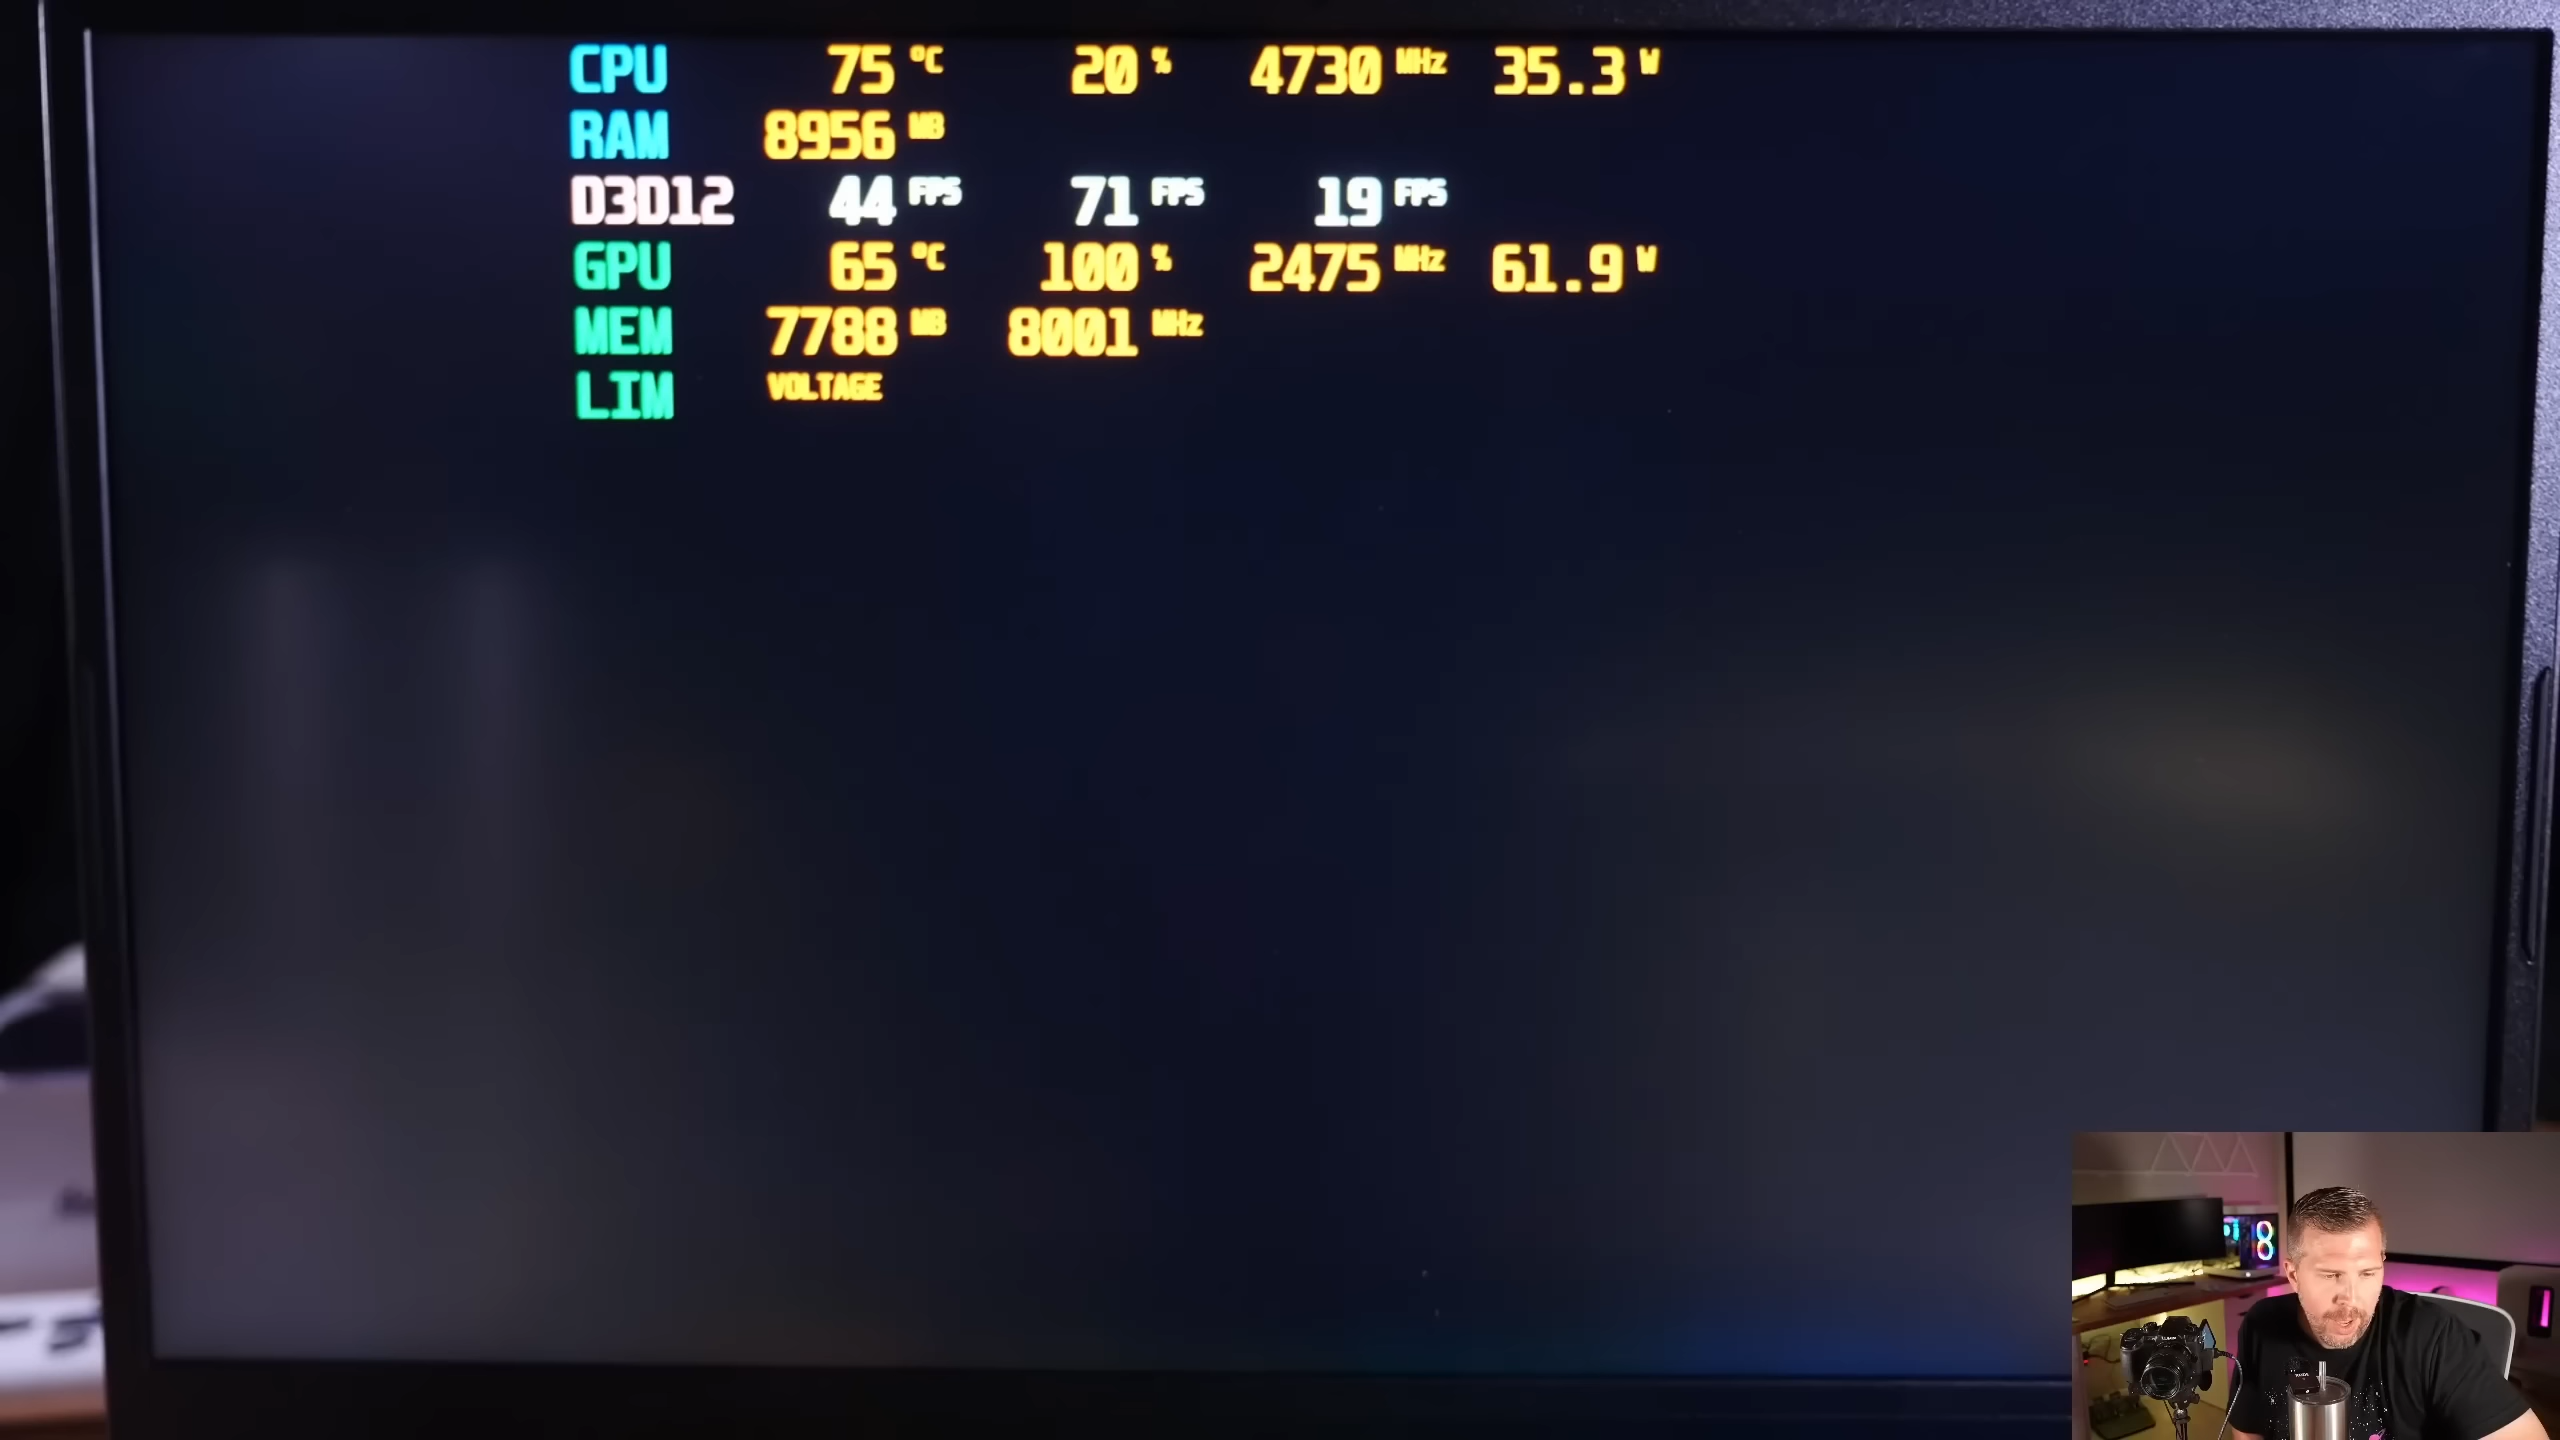 CPU 75 °C 20 % 4730 MHz 35.3 W
RAM 8956 MB
D3D12 44 FPS 71 FPS 19 FPS
GPU 65 °C 100 % 2475 MHz 61.9 W
MEM 7788 MB 8001 MHz
LIM VOLTAGE